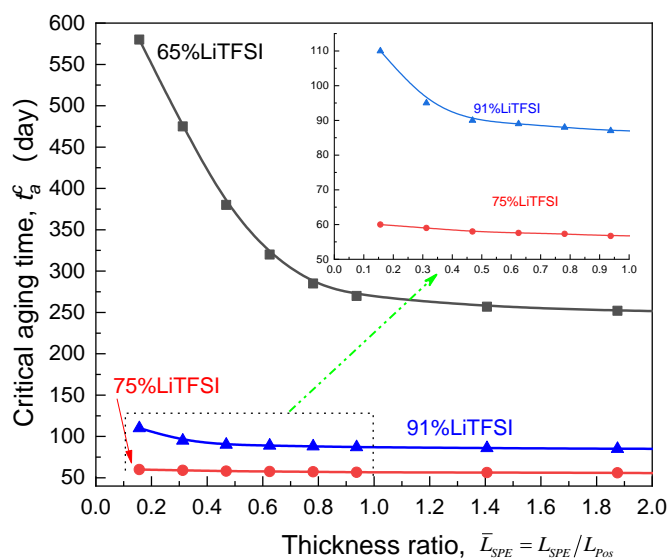 600
550
500
450
400
350
300
250
200
150
100
50
Critical aging time, t_a^c (day)
65%LiTFSI
110
100
90
80
70
60
50
91%LiTFSI
75%LiTFSI
0.0 0.1 0.2 0.3 0.4 0.5 0.6 0.7 0.8 0.9 1.0
75%LiTFSI
91%LiTFSI
0.0 0.2 0.4 0.6 0.8 1.0 1.2 1.4 1.6 1.8 2.0
Thickness ratio, L̄_SPE = L_SPE/L_Pos